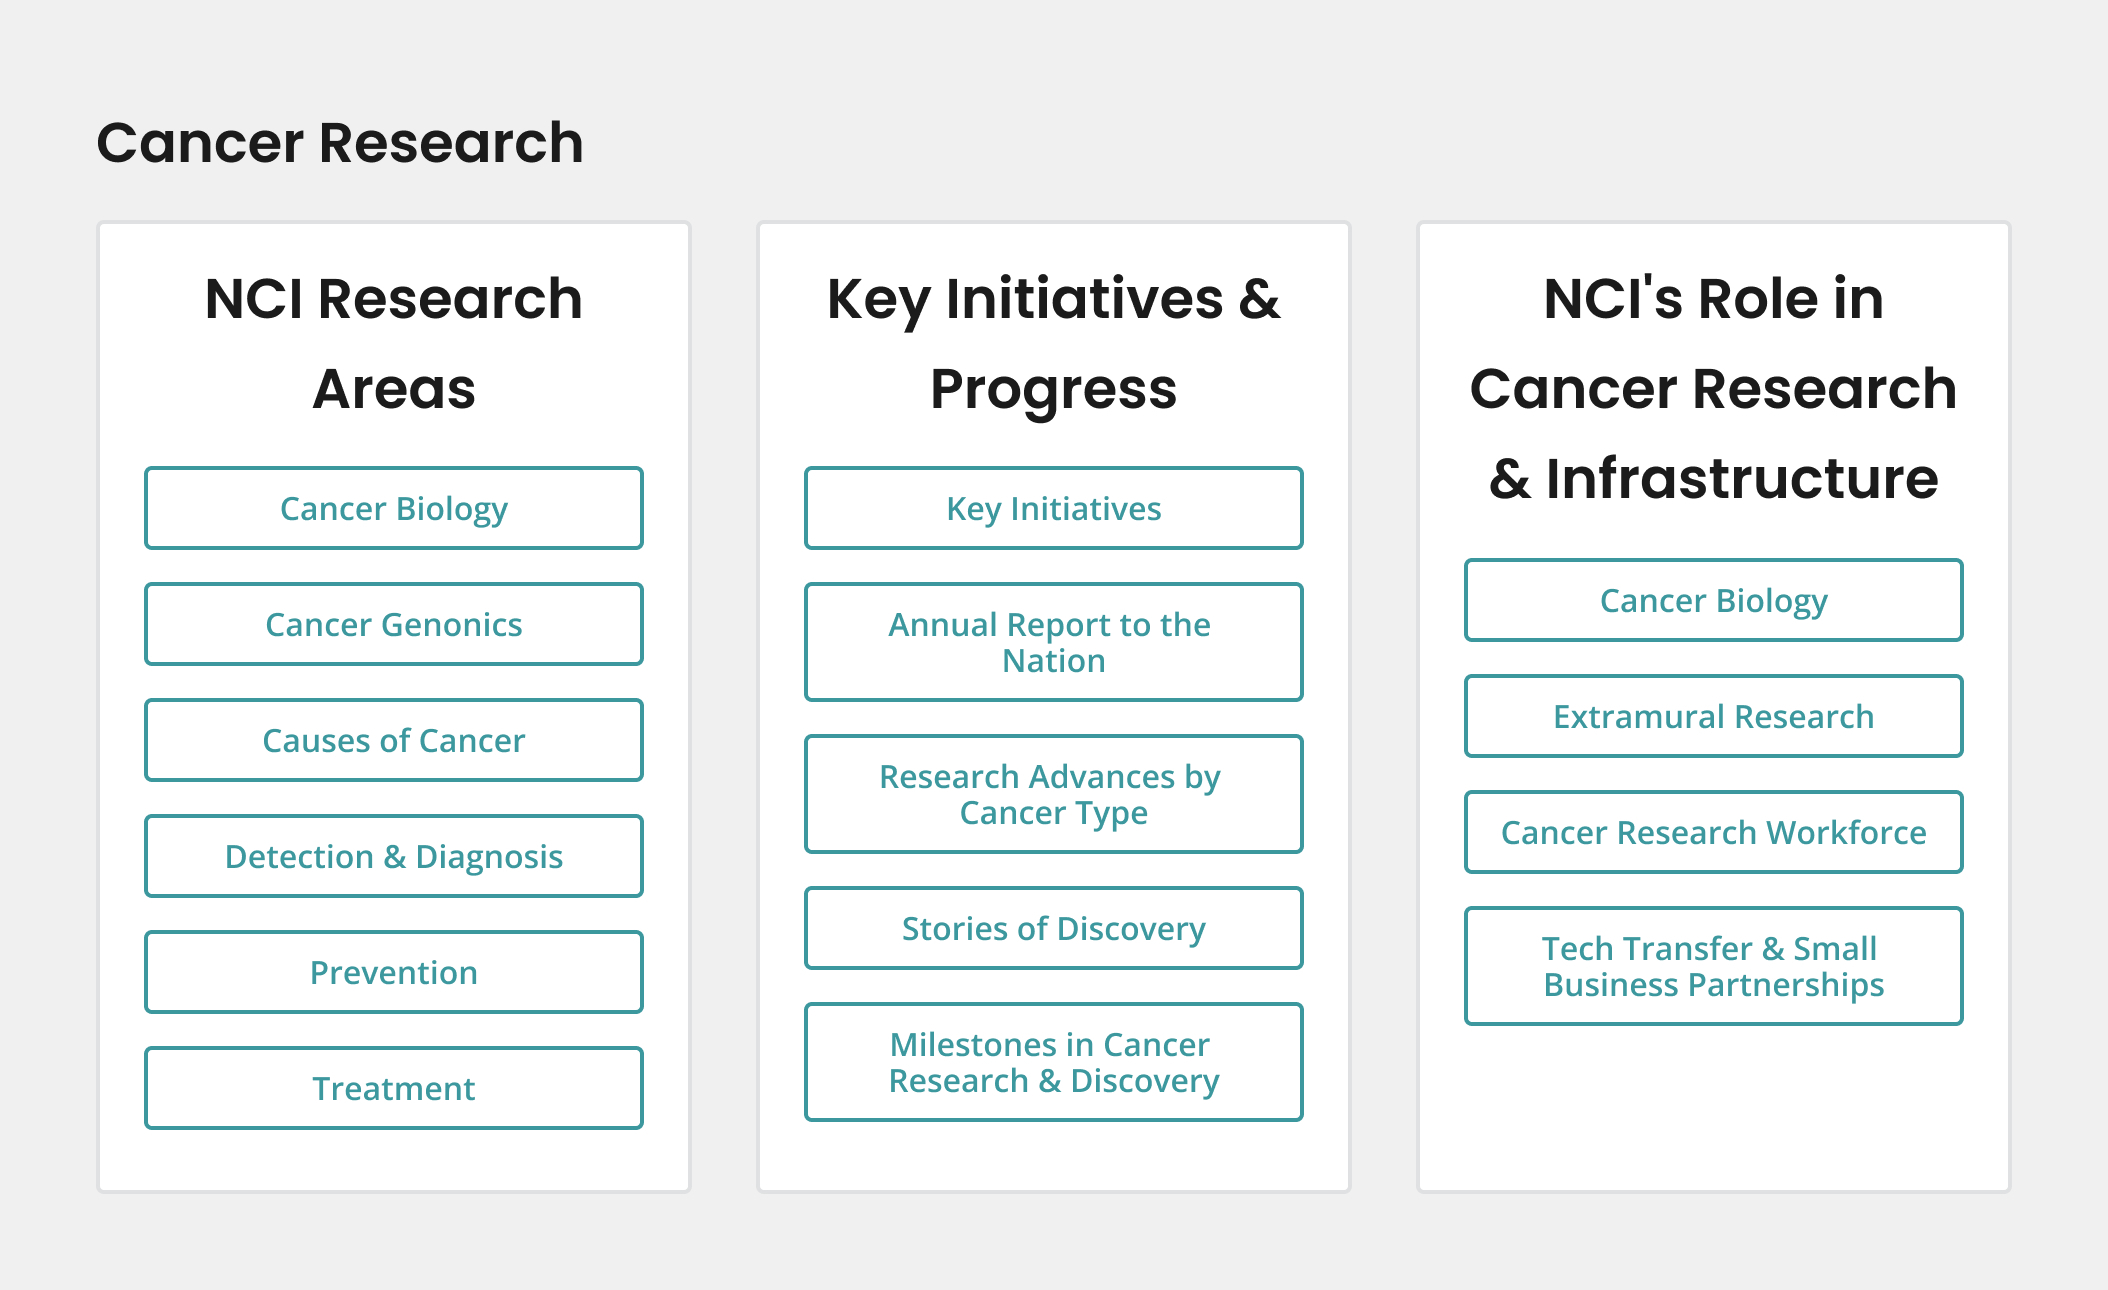 Cancer Research
NCI Research
Areas
Cancer Biology
Cancer Genonics
Causes of Cancer
Detection & Diagnosis
Prevention
Treatment
Key Initiatives &
Progress
Key Initiatives
Annual Report to the
Nation
Research Advances by
Cancer Type
Stories of Discovery
Milestones in Cancer
Research & Discovery
NCI's Role in
Cancer Research
& Infrastructure
Cancer Biology
Extramural Research
Cancer Research Workforce
Tech Transfer & Small
Business Partnerships